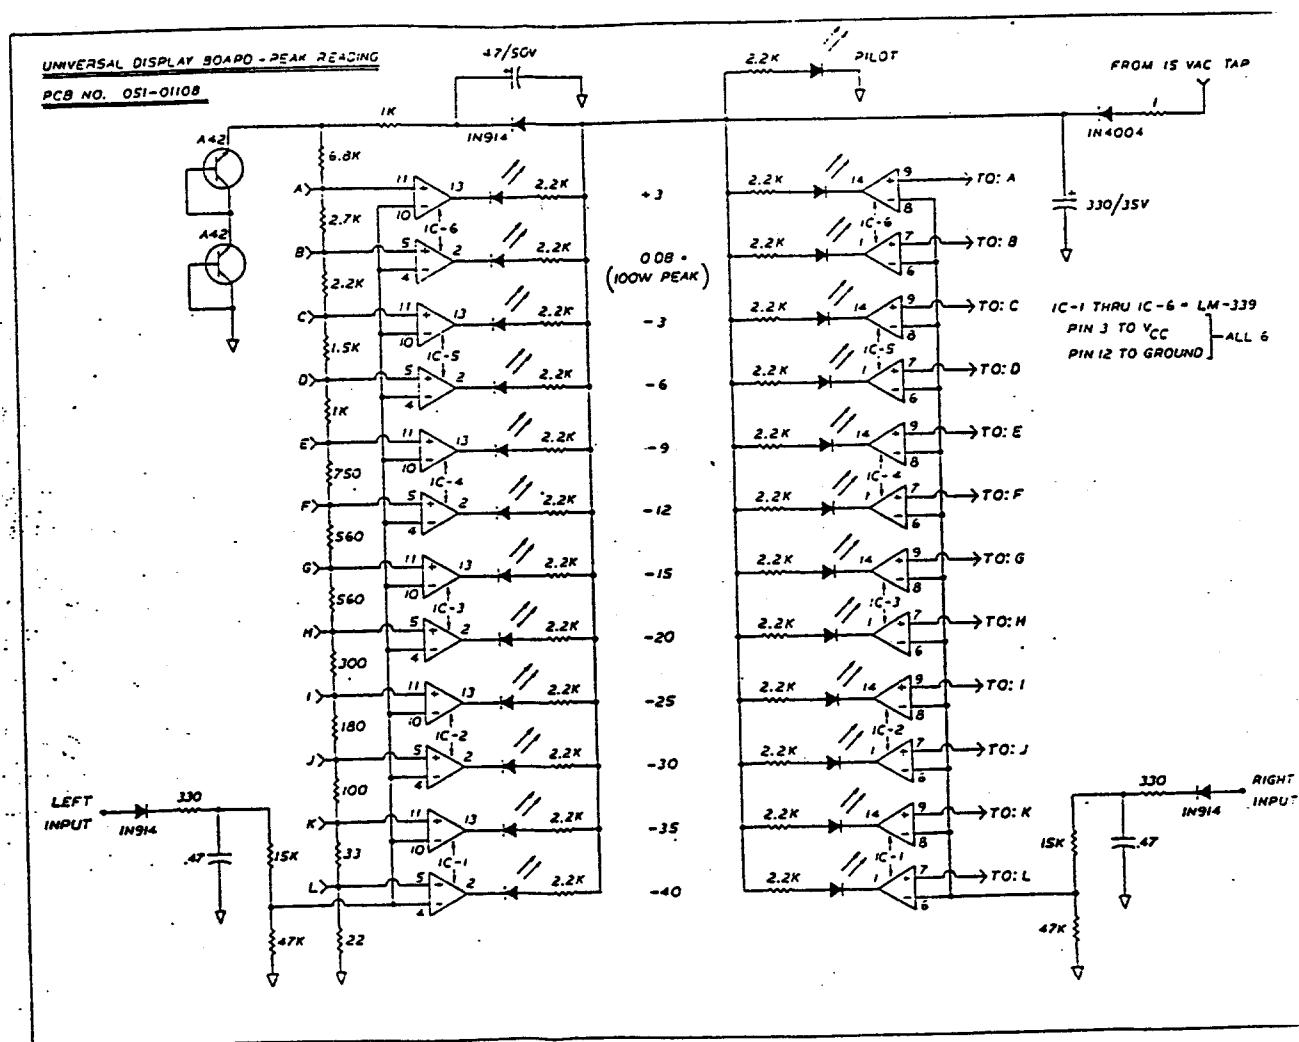 UNIVERSAL DISPLAY BOARD - PEAK READING
PCB NO. 051-01108
47/50V
2.2K
PILOT
FROM 15 VAC TAP
1K
1N914
1N4004
1
330/35V
A42
A42
6.8K
A 11 13 2.2K +3 2.2K 14 9 TO: A
10 8
2.7K IC-6 IC-6
B 5 2 2.2K 0 DB = 2.2K 1 7 TO: B
(100W PEAK)
4 6
2.2K
C 11 13 2.2K -3 2.2K 14 9 TO: C
10 8
IC-1 THRU IC-6 = LM-339
PIN 3 TO VCC
PIN 12 TO GROUND
ALL 6
1.5K IC-5 IC-5
D 5 2 2.2K -6 2.2K 1 7 TO: D
4 6
1K
E 11 13 2.2K -9 2.2K 14 9 TO: E
10 8
750 IC-4 IC-4
F 5 2 2.2K -12 2.2K 1 7 TO: F
4 6
560
G 11 13 2.2K -15 2.2K 14 9 TO: G
10 8
560 IC-3 IC-3
H 5 2 2.2K -20 2.2K 1 7 TO: H
4 6
300
I 11 13 2.2K -25 2.2K 14 9 TO: I
10 8
180 IC-2 IC-2
J 5 2 2.2K -30 2.2K 1 7 TO: J
4 6
100
K 11 13 2.2K -35 2.2K 14 9 TO: K
10 8
33 IC-1 IC-1
L 5 2 2.2K -40 2.2K 1 7 TO: L
4 6
22
LEFT INPUT
1N914
330
.47
15K
47K
RIGHT INPUT
1N914
330
.47
15K
47K